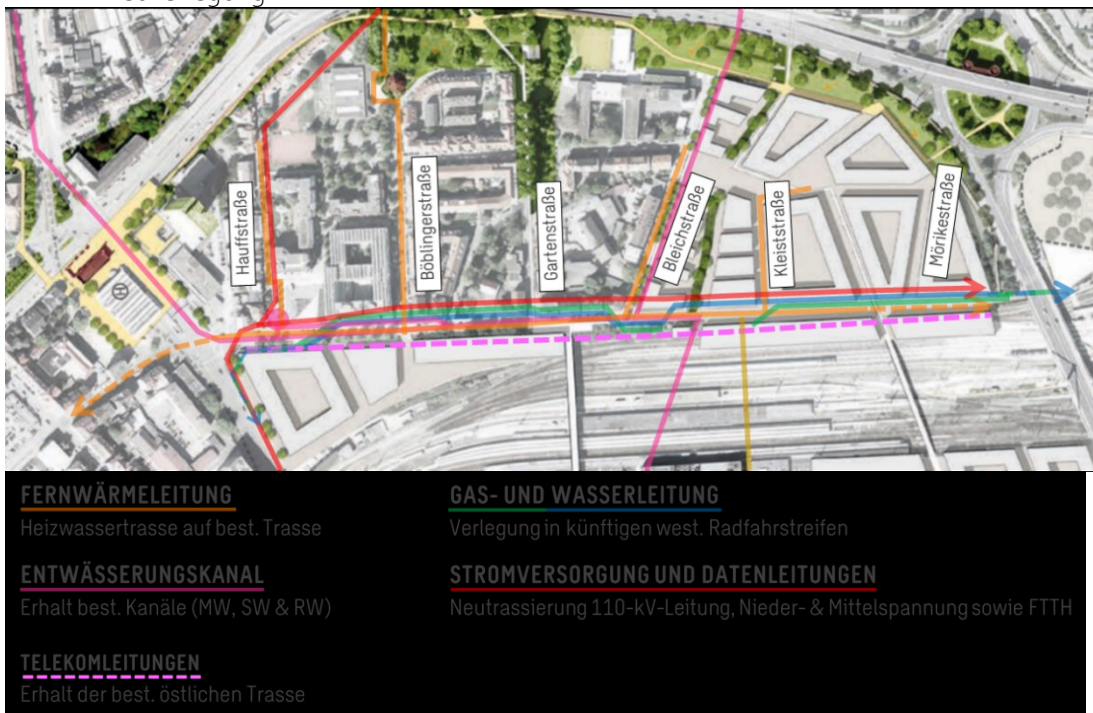 Hauffstraße
Böblingerstraße
Gartenstraße
Bleichstraße
Kleiststraße
Mörikestraße
FERNWÄRMELEITUNG
Heizwassertrasse auf best. Trasse
GAS- UND WASSERLEITUNG
Verlegung in künftigen west. Radfahrstreifen
ENTWÄSSERUNGSKANAL
Erhalt best. Kanäle (MW, SW & RW)
STROMVERSORGUNG UND DATENLEITUNGEN
Neutrassierung 110-kV-Leitung, Nieder- & Mittelspannung sowie FTTH
TELEKOMLEITUNGEN
Erhalt der best. östlichen Trasse